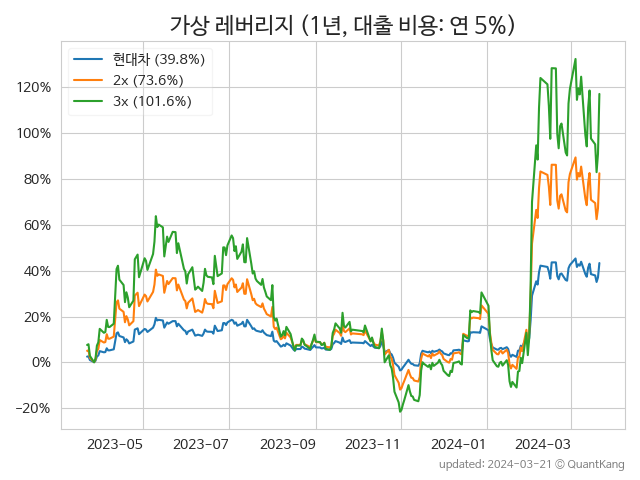 가상 레버리지 (1년, 대출 비용: 연 5%)
현대차 (39.8%)
2x (73.6%)
3x (101.6%)
120%
100%
80%
60%
40%
20%
0%
−20%
2023-05 2023-07 2023-09 2023-11 2024-01 2024-03
updated: 2024-03-21 © QuantKang